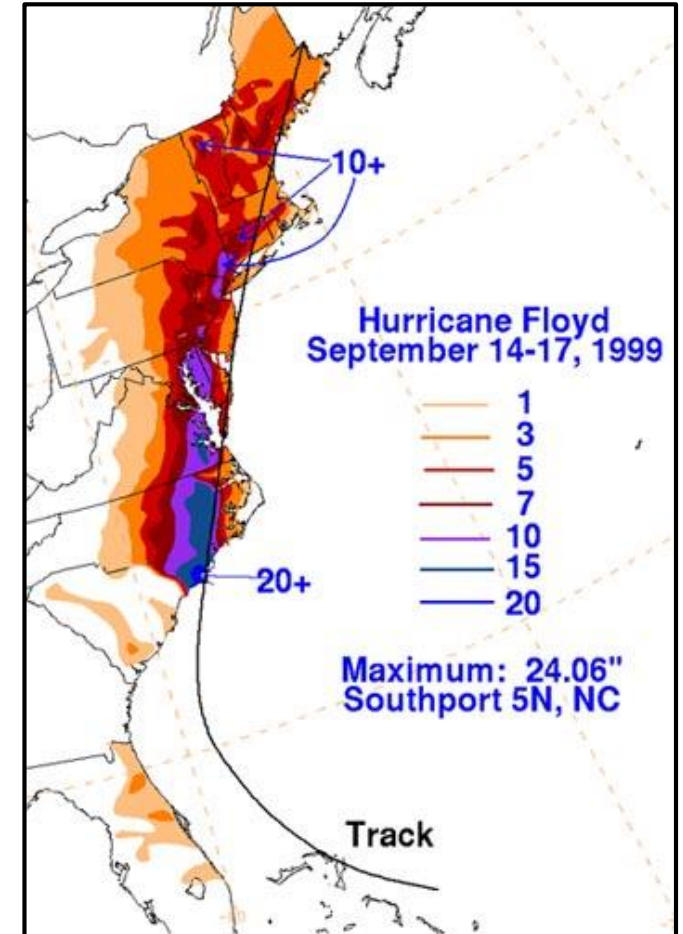 10+
Hurricane Floyd
September 14-17, 1999
1
3
5
7
10
15
20
20+
Maximum: 24.06"
Southport 5N, NC
Track